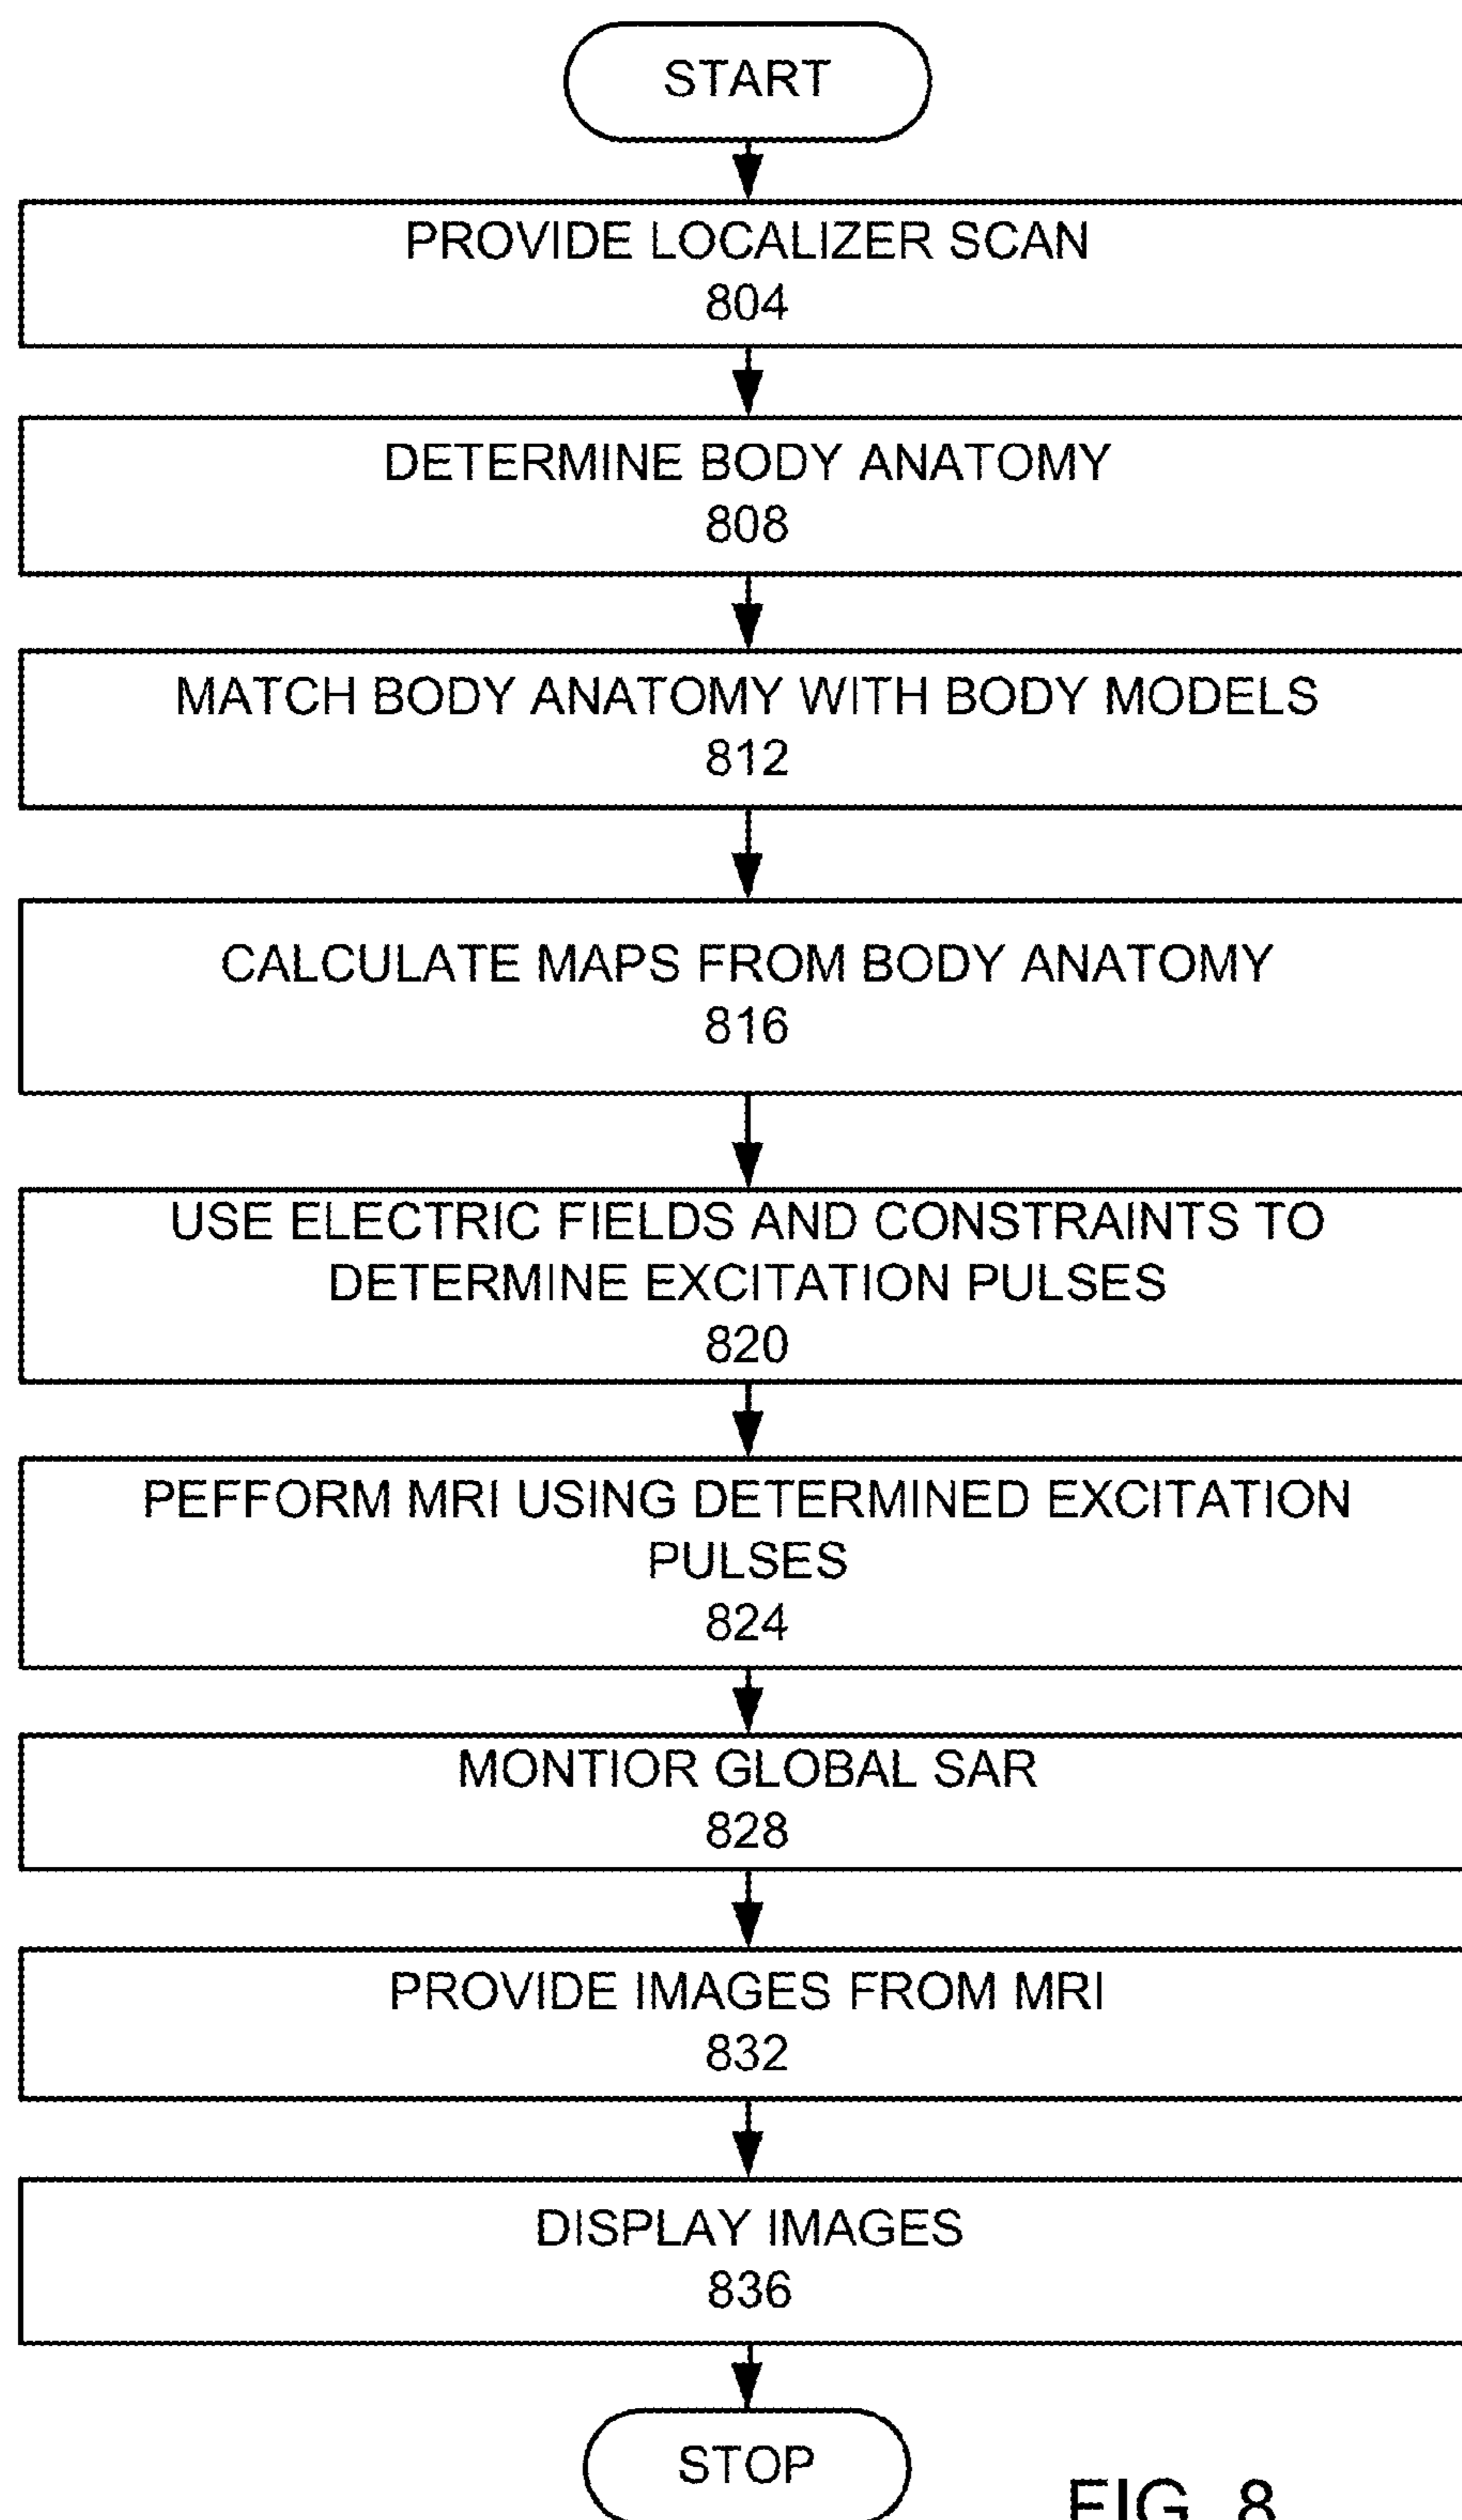 START
PROVIDE LOCALIZER SCAN
804
DETERMINE BODY ANATOMY
808
MATCH BODY ANATOMY WITH BODY MODELS
812
CALCULATE MAPS FROM BODY ANATOMY
816
USE ELECTRIC FIELDS AND CONSTRAINTS TO
DETERMINE EXCITATION PULSES
820
PEFFORM MRI USING DETERMINED EXCITATION
PULSES
824
MONTIOR GLOBAL SAR
828
PROVIDE IMAGES FROM MRI
832
DISPLAY IMAGES
836
STOP
FIG. 8